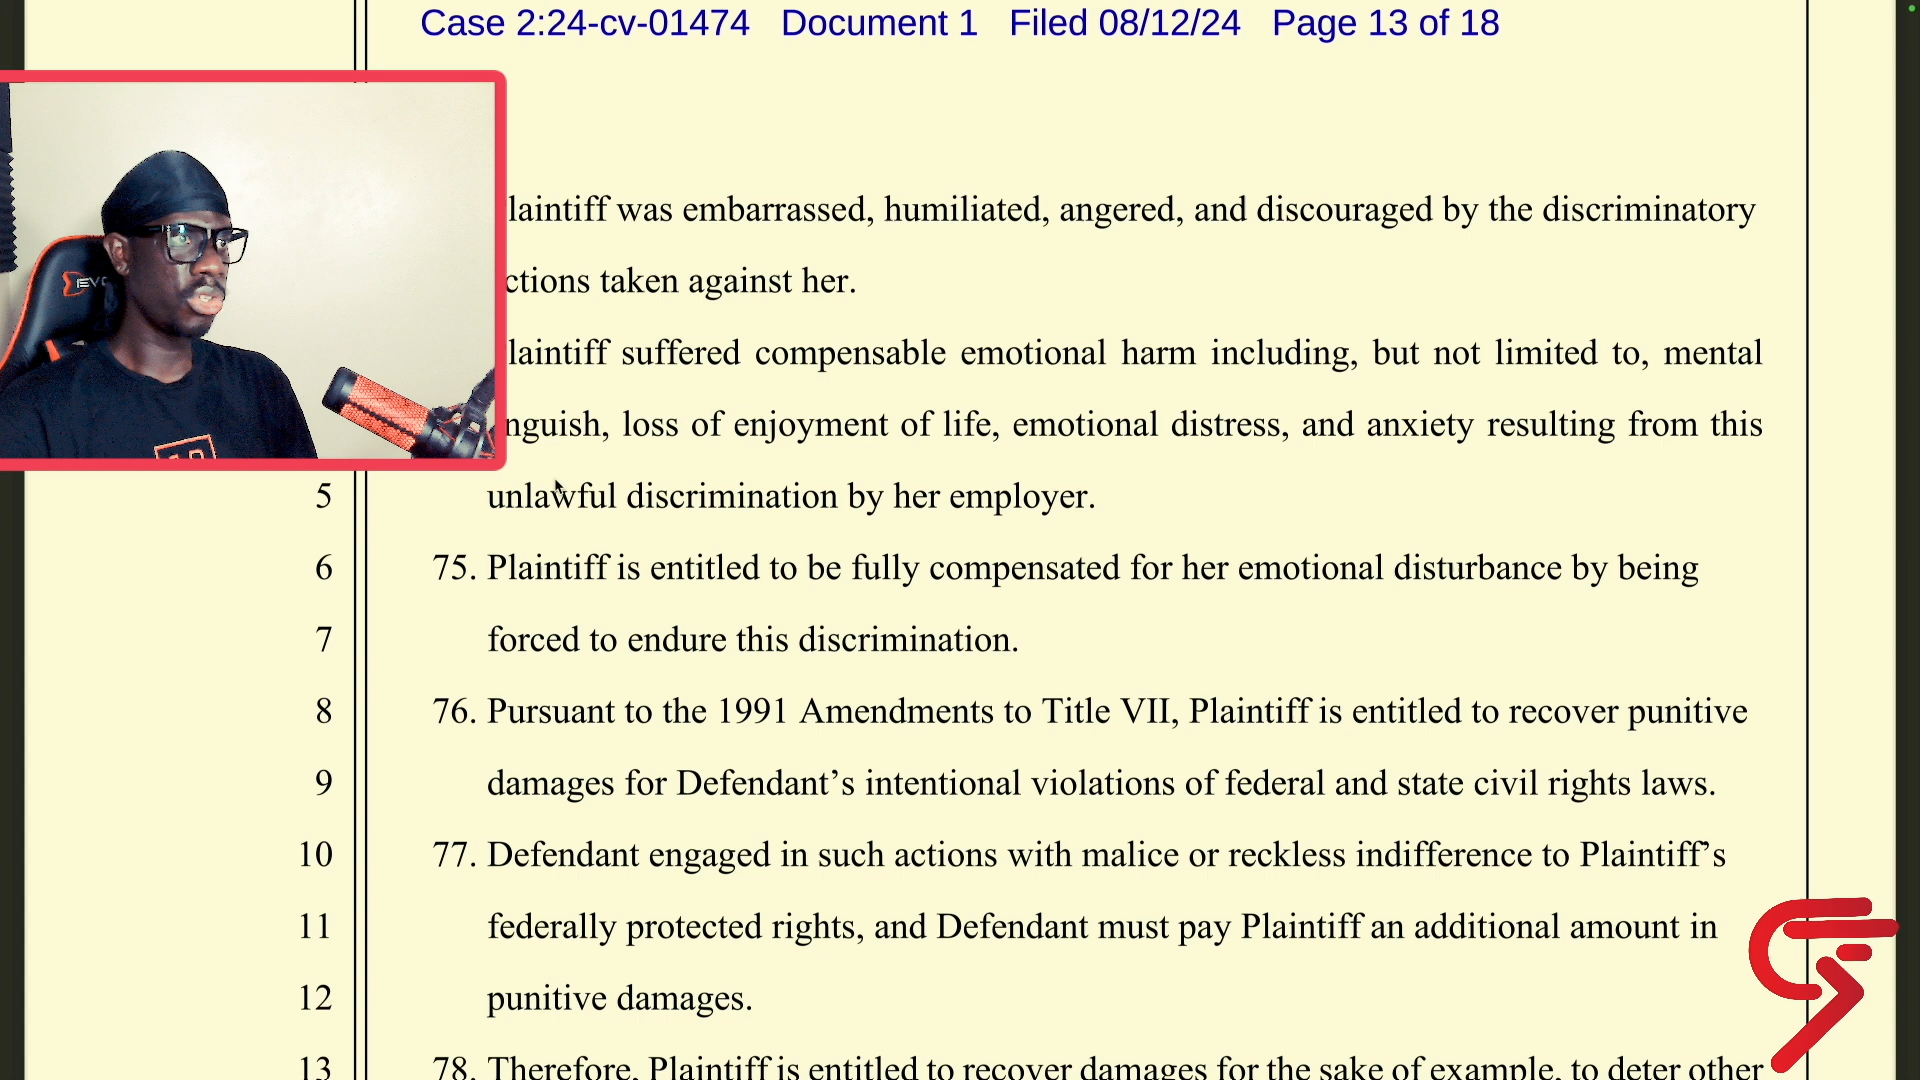 Case 2:24-cv-01474 Document 1 Filed 08/12/24 Page 13 of 18
laintiff was embarrassed, humiliated, angered, and discouraged by the discriminatory
ctions taken against her.
laintiff suffered compensable emotional harm including, but not limited to, mental
nguish, loss of enjoyment of life, emotional distress, and anxiety resulting from this
5 unlawful discrimination by her employer.
6 75. Plaintiff is entitled to be fully compensated for her emotional disturbance by being
7 forced to endure this discrimination.
8 76. Pursuant to the 1991 Amendments to Title VII, Plaintiff is entitled to recover punitive
9 damages for Defendant’s intentional violations of federal and state civil rights laws.
10 77. Defendant engaged in such actions with malice or reckless indifference to Plaintiff’s
11 federally protected rights, and Defendant must pay Plaintiff an additional amount in
12 punitive damages.
13 78. Therefore, Plaintiff is entitled to recover damages for the sake of example, to deter other